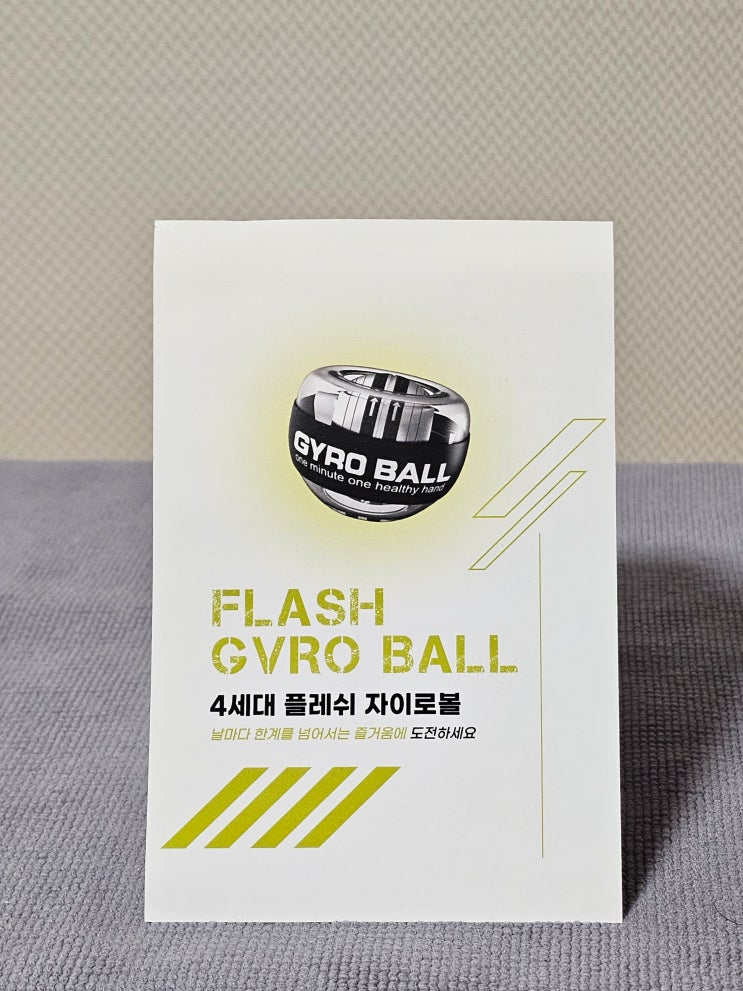 GYRO BALL
one minute one healthy hand
FLASH
GYRO BALL
4세대 플레쉬 자이로볼
날마다 한계를 넘어서는 즐거움에 도전하세요